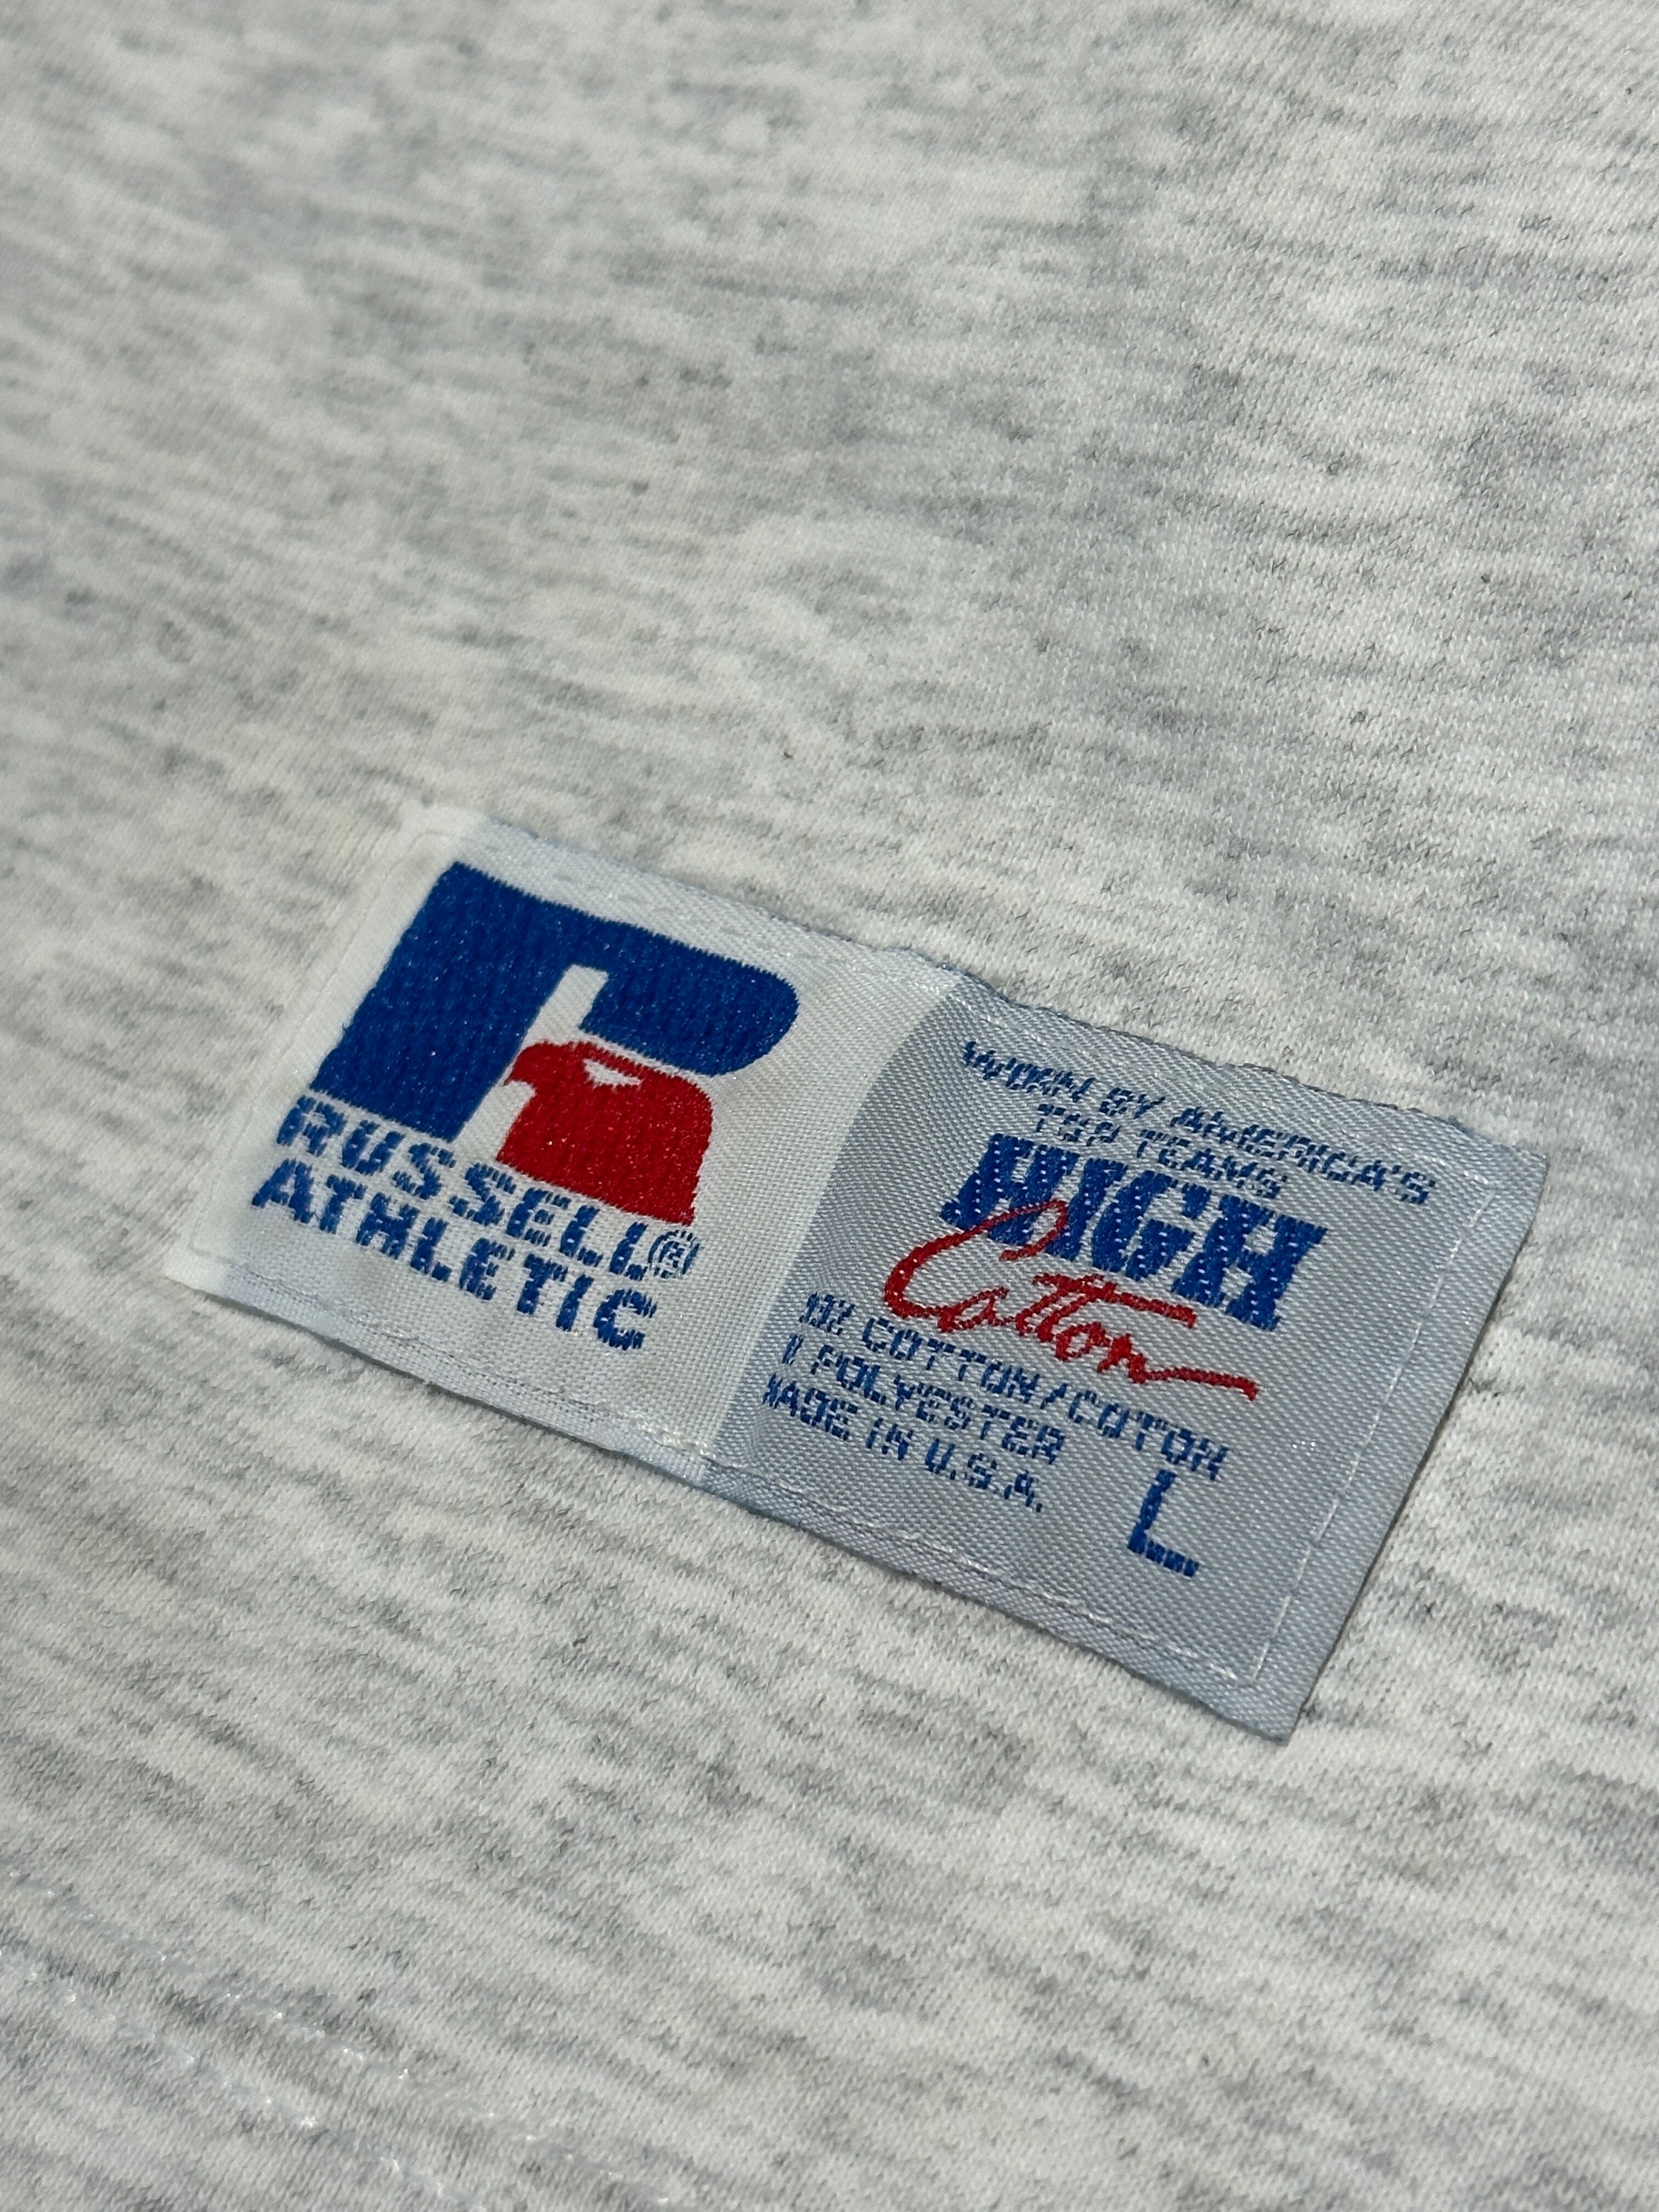 RUSSELL®
ATHLETIC
WORN BY AMERICA'S
TOP TEAMS
HIGH
Cotton
COTTON/COTON
POLYESTER
MADE IN U.S.A.
L